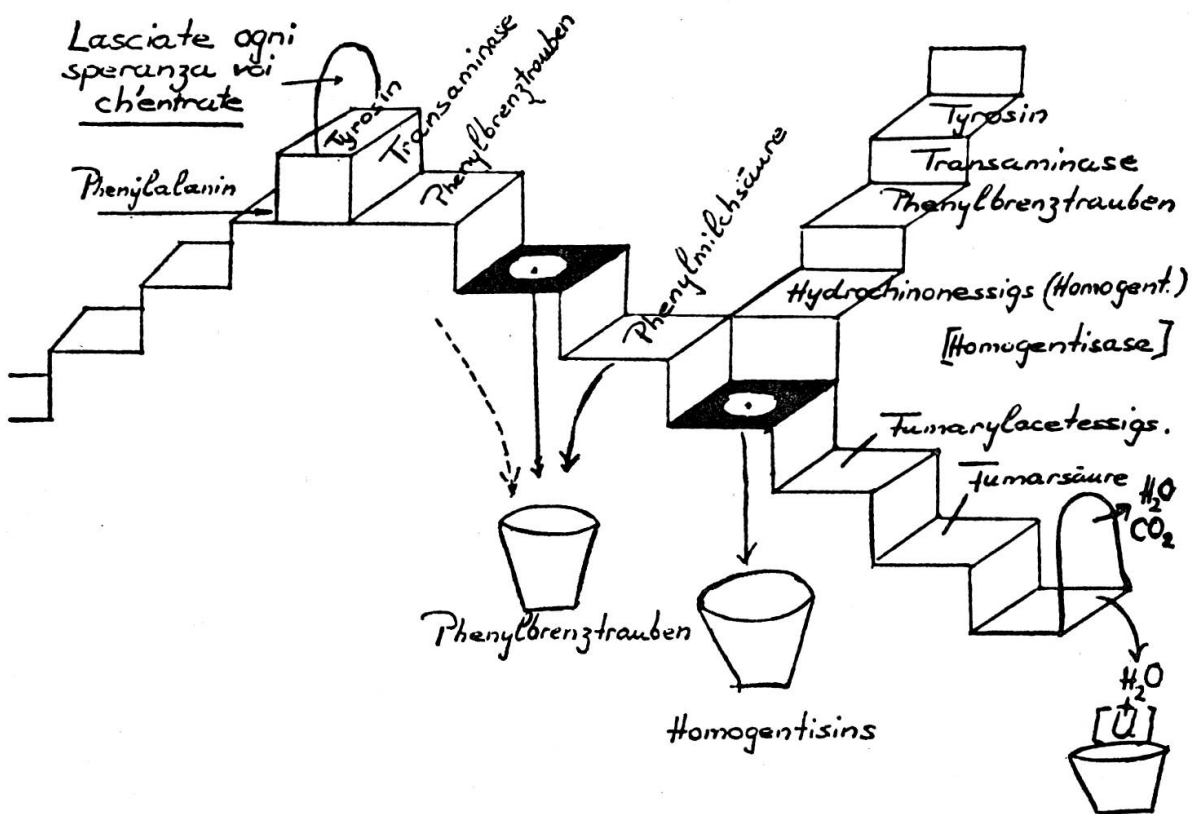 Lasciate ogni
speranza voi
ch'entrate
Phenylalanin
Tyrosin
Transaminase
Phenylbrenztrauben
Phenylmilchsäure
Tyrosin
Transaminase
Phenylbrenztrauben
Hydrochinonessigs (Homogent.)
[Homogentisase]
Fumarylacetessigs.
Fumarsäure
H₂O
CO₂
Phenylbrenztrauben
Homogentisins
H₂O
+
[U]